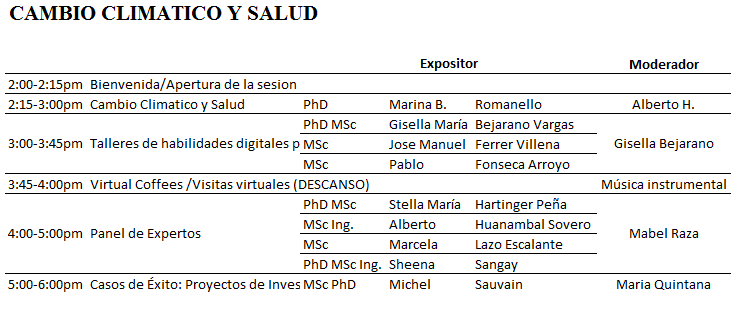 CAMBIO CLIMATICO Y SALUD
Expositor Moderador
2:00-2:15pm Bienvenida/Apertura de la sesion
2:15-3:00pm Cambio Climatico y Salud PhD Marina B. Romanello Alberto H.
PhD MSc Gisella María Bejarano Vargas
3:00-3:45pm Talleres de habilidades digitales p MSc Jose Manuel Ferrer Villena Gisella Bejarano
MSc Pablo Fonseca Arroyo
3:45-4:00pm Virtual Coffees /Visitas virtuales (DESCANSO) Música instrumental
PhD MSc Stella María Hartinger Peña
MSc Ing. Alberto Huanambal Sovero
4:00-5:00pm Panel de Expertos Mabel Raza
MSc Marcela Lazo Escalante
PhD MSc Ing. Sheena Sangay
5:00-6:00pm Casos de Éxito: Proyectos de Inves MSc PhD Michel Sauvain Maria Quintana